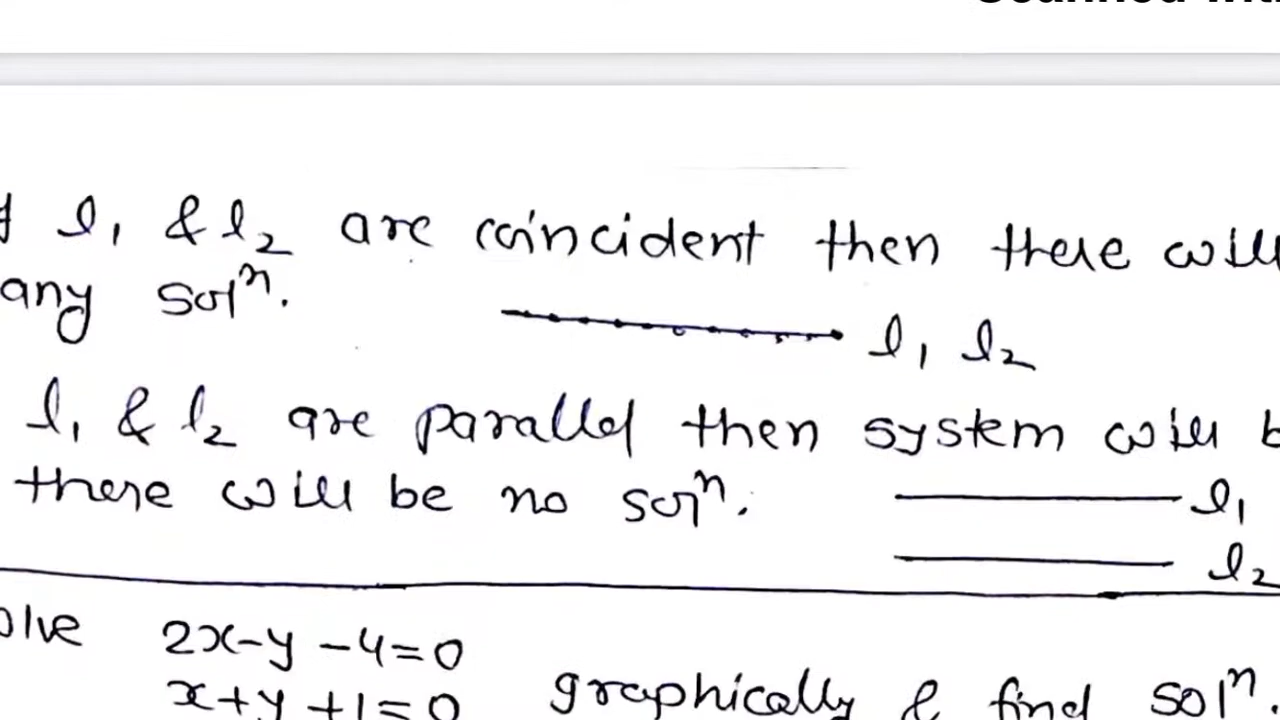 l₁ & l₂ are coincident then there will
any solⁿ.
l₁ l₂
l₁ & l₂ are parallel then system will
there will be no solⁿ.
l₁
l₂
2x-y-4=0
x+y+1=0 graphically & find solⁿ.